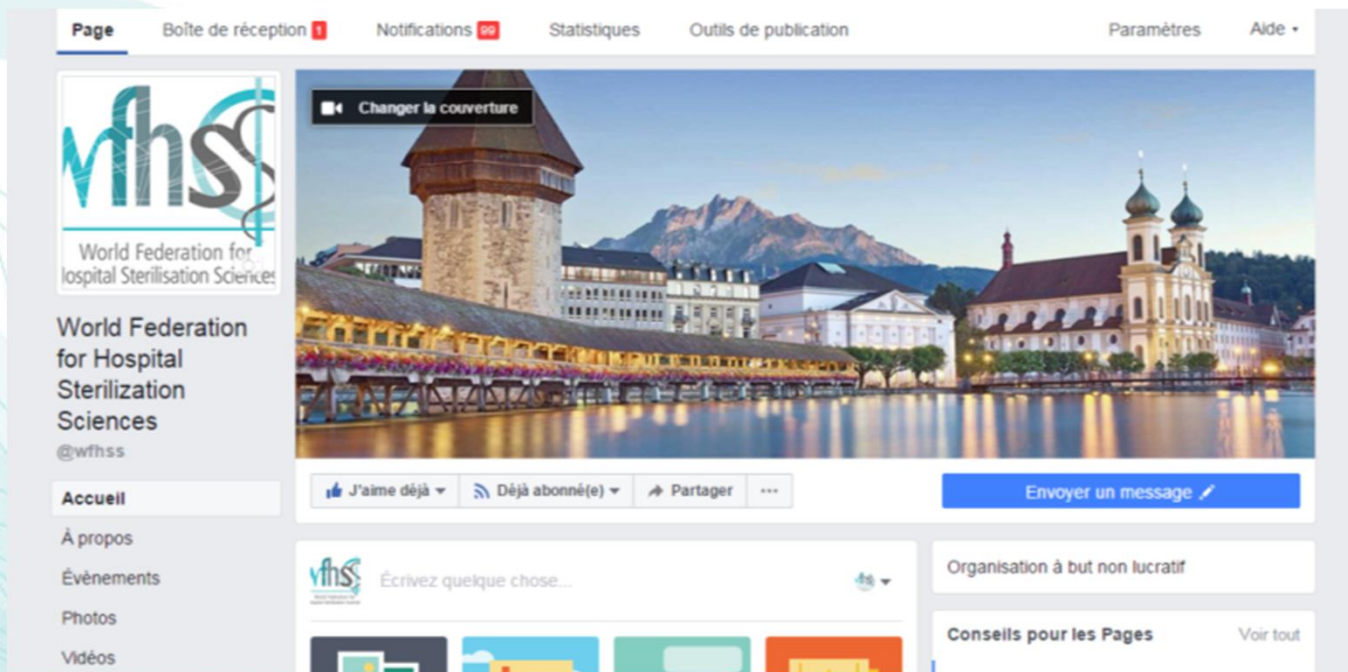 Page Boîte de réception 1 Notifications 99 Statistiques Outils de publication Paramètres Aide
Changer la couverture
wfhss
World Federation for
Hospital Sterilisation Sciences
World Federation
for Hospital
Sterilization
Sciences
@wfhss
Accueil
À propos
Évènements
Photos
Vidéos
J'aime déjà Déjà abonné(e) Partager ...
Envoyer un message
wfhss
Écrivez quelque chose...
Organisation à but non lucratif
Conseils pour les Pages Voir tout